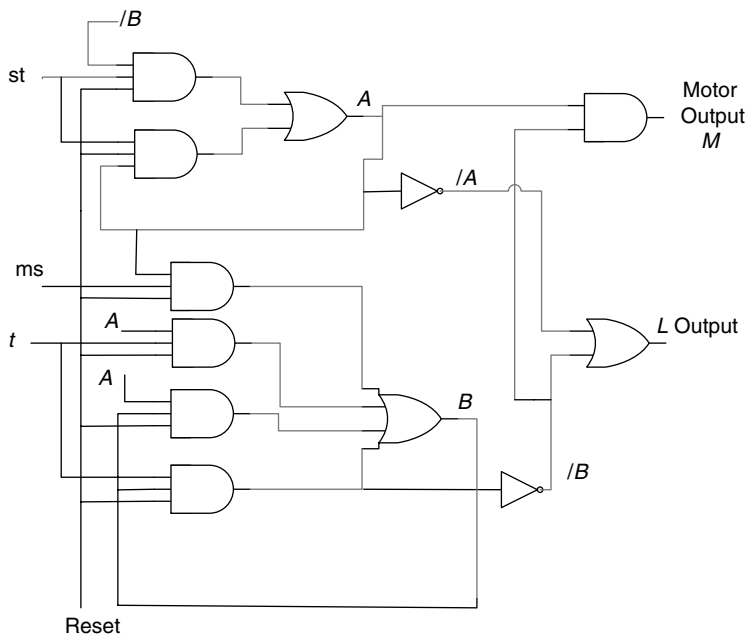 /B
st
A
Motor
Output
M
/A
ms
A
t
L Output
A
B
/B
Reset